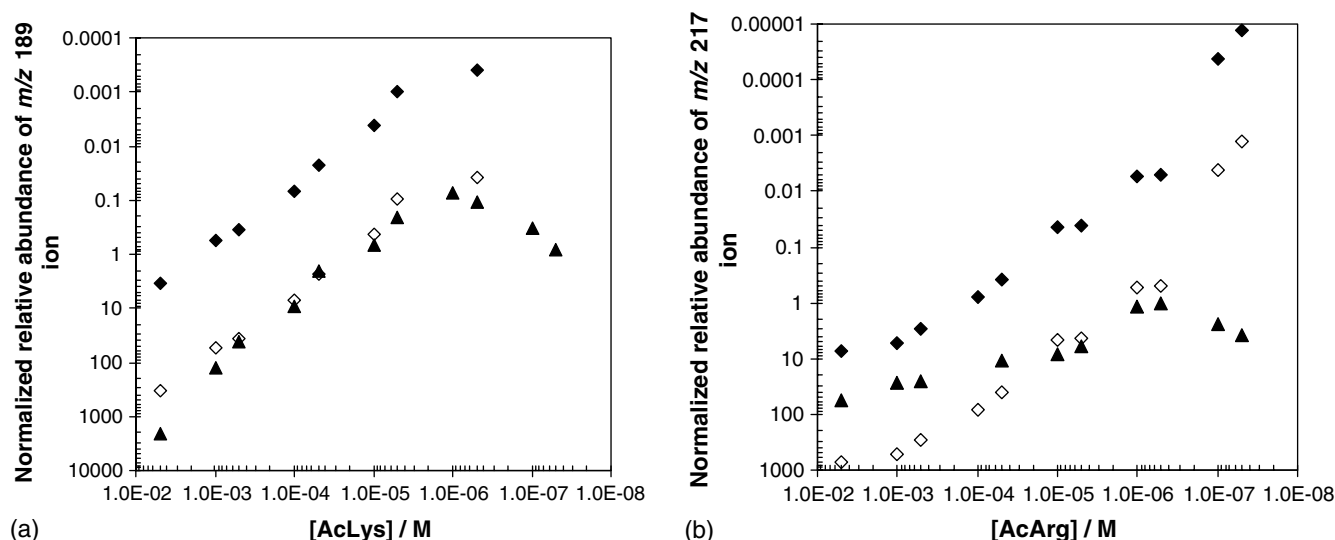 Normalized relative abundance of m/z 189
ion
0.0001
0.001
0.01
0.1
1
10
100
1000
10000
1.0E-02 1.0E-03 1.0E-04 1.0E-05 1.0E-06 1.0E-07 1.0E-08
(a)
[AcLys] / M
Normalized relative abundance of m/z 217
ion
0.00001
0.0001
0.001
0.01
0.1
1
10
100
1000
1.0E-02 1.0E-03 1.0E-04 1.0E-05 1.0E-06 1.0E-07 1.0E-08
(b)
[AcArg] / M